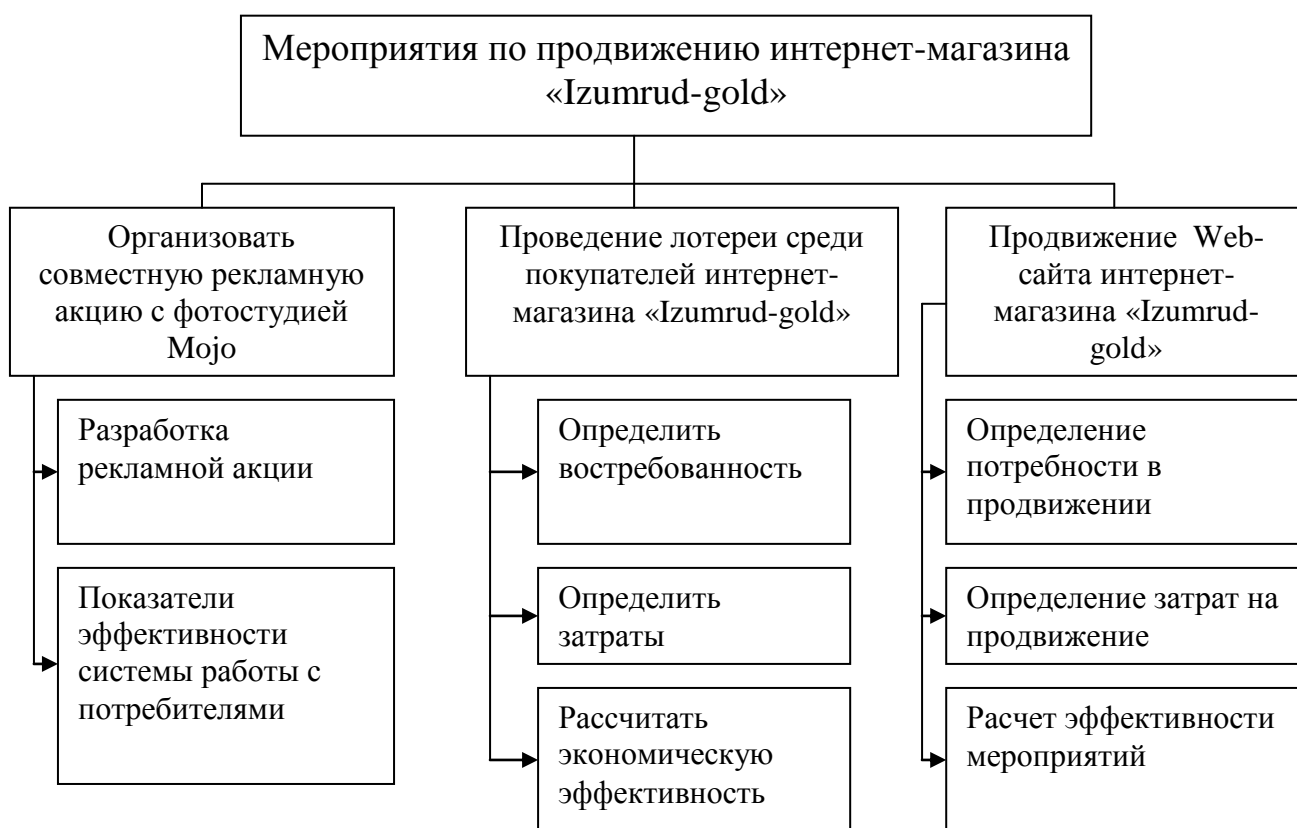 Мероприятия по продвижению интернет-магазина
«Izumrud-gold»
Организовать
совместную рекламную
акцию с фотостудией
Mojo
Разработка
рекламной акции
Показатели
эффективности
системы работы с
потребителями
Проведение лотереи среди
покупателей интернет-
магазина «Izumrud-gold»
Определить
востребованность
Определить
затраты
Рассчитать
экономическую
эффективность
Продвижение Web-
сайта интернет-
магазина «Izumrud-
gold»
Определение
потребности в
продвижении
Определение затрат на
продвижение
Расчет эффективности
мероприятий